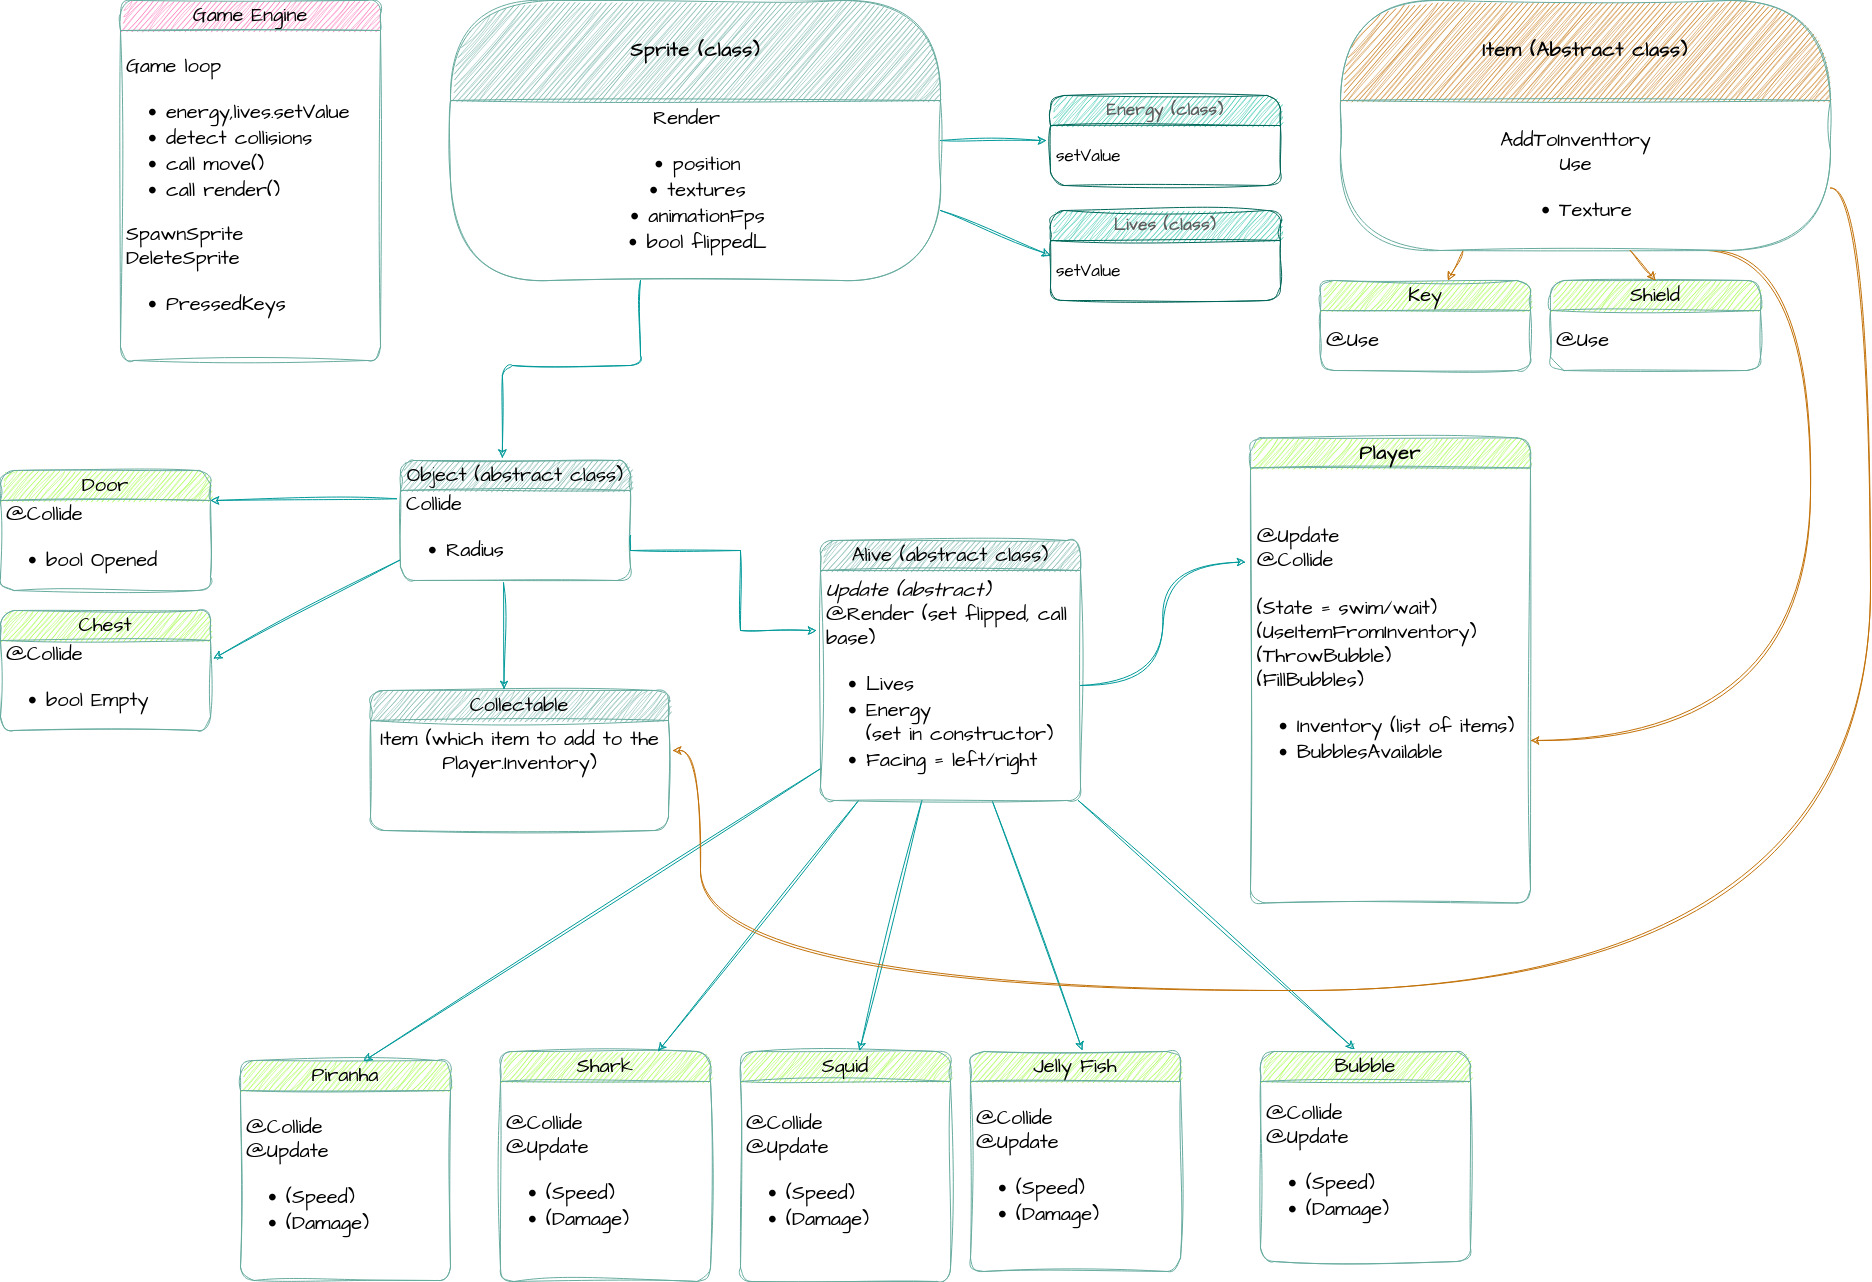 Game Engine
Game loop
• energy,lives.setValue
• detect collisions
• call move()
• call render()
SpawnSprite
DeleteSprite
• PressedKeys
Sprite (class)
Render
• position
• textures
• animationFps
• bool flippedL
Energy (class)
setValue
Lives (class)
setValue
Item (Abstract class)
AddToInventtory
Use
• Texture
Key
@Use
Shield
@Use
Door
@Collide
• bool Opened
Chest
@Collide
• bool Empty
Object (abstract class)
Collide
• Radius
Collectable
Item (which item to add to the
Player.Inventory)
Alive (abstract class)
Update (abstract)
@Render (set flipped, call
base)
• Lives
• Energy
(set in constructor)
• Facing = left/right
Player
@Update
@Collide
(State = swim/wait)
(UseItemFromInventory)
(ThrowBubble)
(FillBubbles)
• Inventory (list of items)
• BubblesAvailable
Piranha
@Collide
@Update
• (Speed)
• (Damage)
Shark
@Collide
@Update
• (Speed)
• (Damage)
Squid
@Collide
@Update
• (Speed)
• (Damage)
Jelly Fish
@Collide
@Update
• (Speed)
• (Damage)
Bubble
@Collide
@Update
• (Speed)
• (Damage)